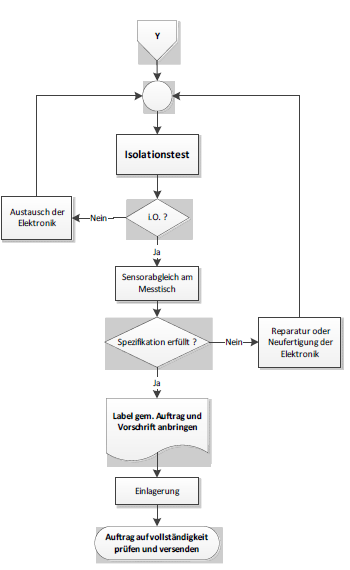 Y
Isolationstest
Austausch der
Elektronik
Nein
i.O. ?
Ja
Sensorabgleich am
Messtisch
Spezifikation erfüllt ?
Nein
Reparatur oder
Neufertigung der
Elektronik
Ja
Label gem. Auftrag und
Vorschrift anbringen
Einlagerung
Auftrag auf vollständigkeit
prüfen und versenden